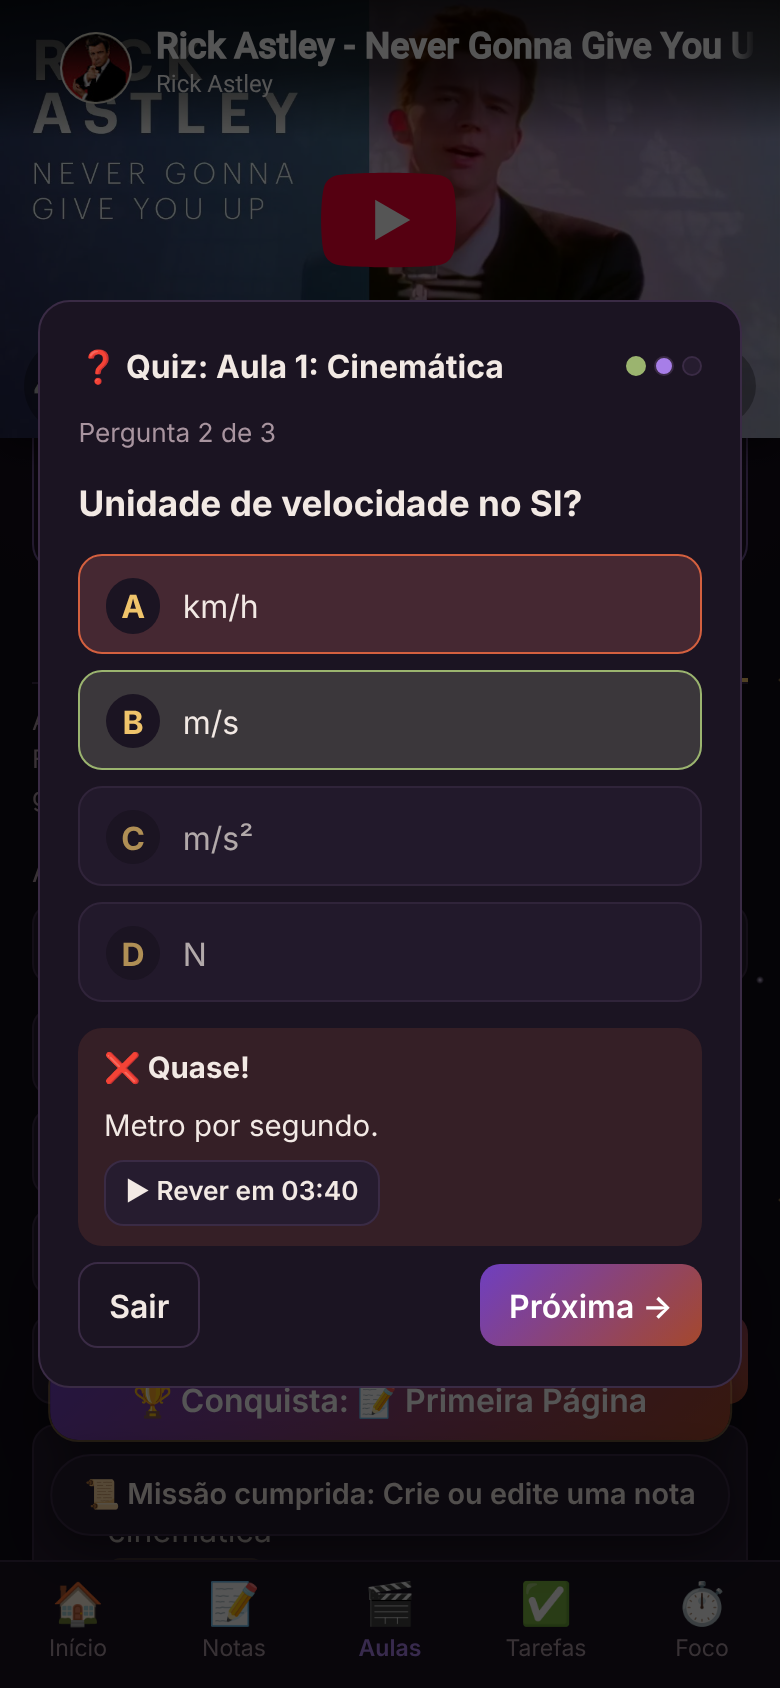 Rick Astley - Never Gonna Give You U
Rick Astley
RICK
ASTLEY
NEVER GONNA
GIVE YOU UP
❓ Quiz: Aula 1: Cinemática
Pergunta 2 de 3
Unidade de velocidade no SI?
A km/h
B m/s
C m/s²
D N
❌ Quase!
Metro por segundo.
▶ Rever em 03:40
Sair
Próxima →
🏆 Conquista: 📝 Primeira Página
📜 Missão cumprida: Crie ou edite uma nota
cinemática
Início
Notas
Aulas
Tarefas
Foco